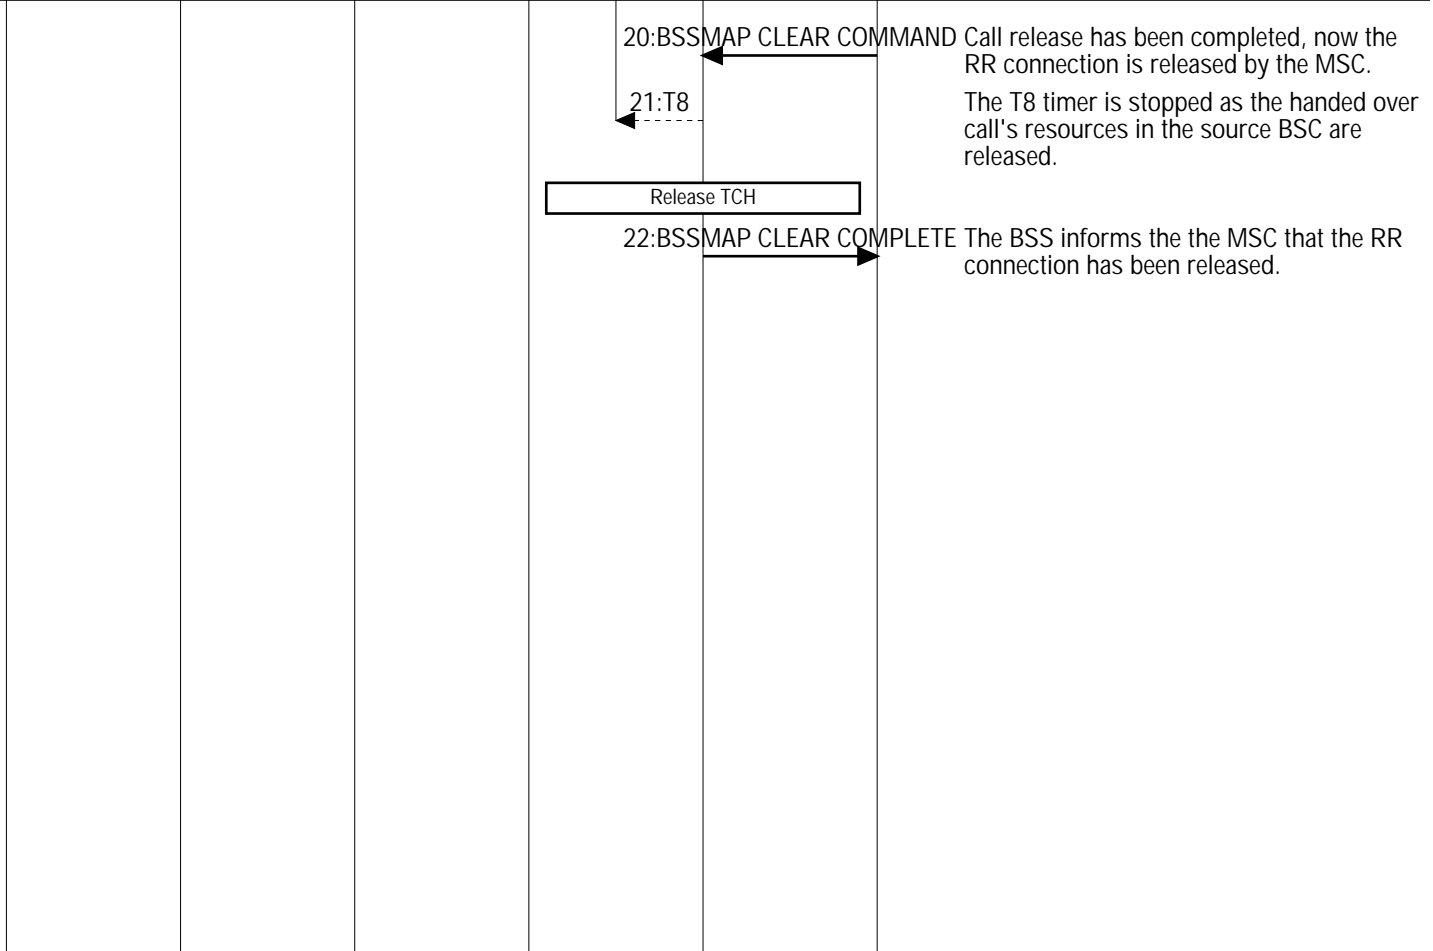 20:BSSMAP CLEAR COMMAND
Call release has been completed, now the
RR connection is released by the MSC.
21:T8
The T8 timer is stopped as the handed over
call's resources in the source BSC are
released.
Release TCH
22:BSSMAP CLEAR COMPLETE
The BSS informs the the MSC that the RR
connection has been released.